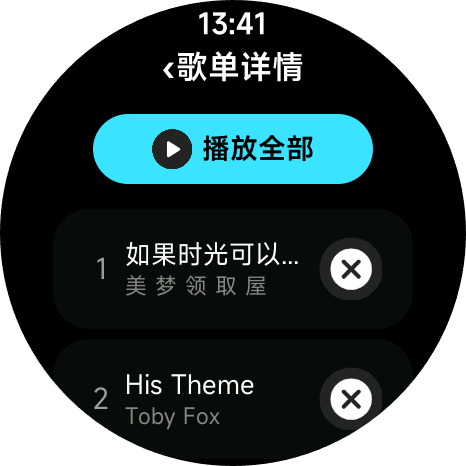 13:41
‹歌单详情
播放全部
1
如果时光可以...
美梦领取屋
2
His Theme
Toby Fox